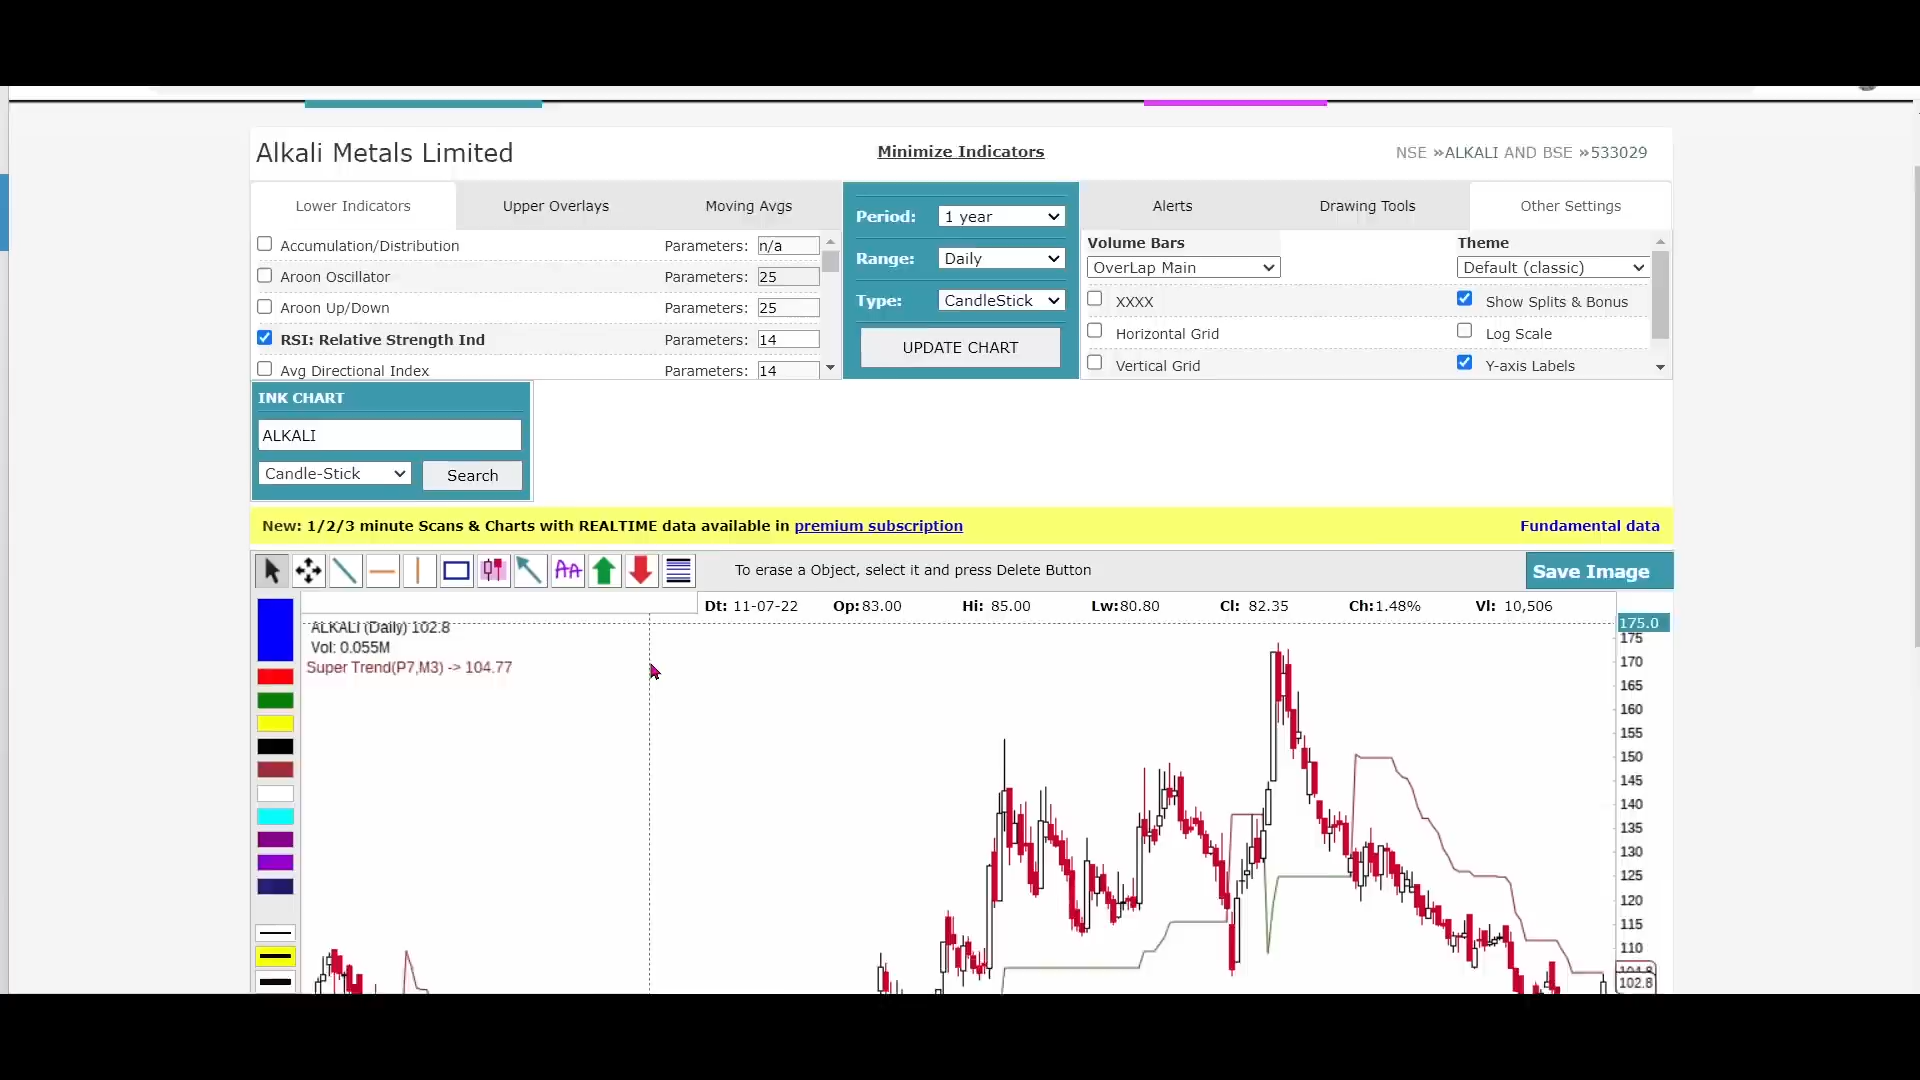 Alkali Metals Limited
Minimize Indicators
NSE »ALKALI AND BSE »533029
Lower Indicators
Upper Overlays
Moving Avgs
Accumulation/Distribution Parameters: n/a
Aroon Oscillator Parameters: 25
Aroon Up/Down Parameters: 25
RSI: Relative Strength Ind Parameters: 14
Avg Directional Index Parameters: 14
Period: 1 year
Range: Daily
Type: CandleStick
UPDATE CHART
Alerts
Drawing Tools
Other Settings
Volume Bars
Theme
OverLap Main
Default (classic)
XXXX
Show Splits & Bonus
Horizontal Grid
Log Scale
Vertical Grid
Y-axis Labels
INK CHART
ALKALI
Candle-Stick
Search
New: 1/2/3 minute Scans & Charts with REALTIME data available in premium subscription
Fundamental data
AA
To erase a Object, select it and press Delete Button
Save Image
Dt: 11-07-22 Op:83.00 Hi: 85.00 Lw:80.80 Cl: 82.35 Ch:1.48% Vl: 10,506
ALKALI (Daily) 102.8
Vol: 0.055M
Super Trend(P7,M3) -> 104.77
175.0
175
170
165
160
155
150
145
140
135
130
125
120
115
110
102.8